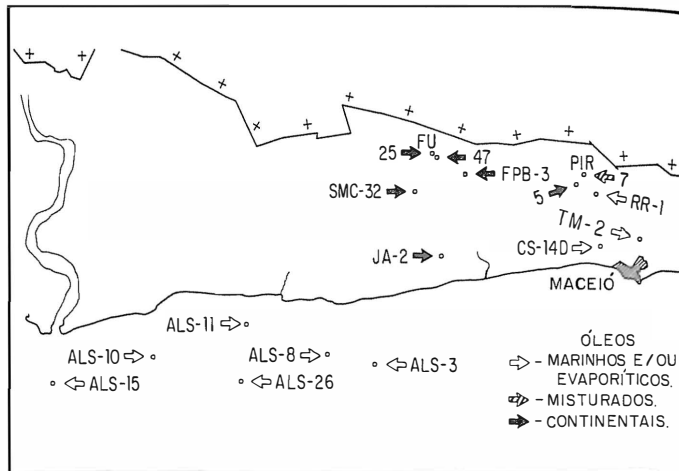 FU
25
47
FPB-3
SMC-32
PIR
7
5
RR-1
TM-2
CS-14D
JA-2
MACEIÓ
ALS-11
ALS-10
ALS-8
ALS-3
ALS-15
ALS-26
ÓLEOS
- MARINHOS E/OU
EVAPORÍTICOS.
- MISTURADOS.
- CONTINENTAIS.